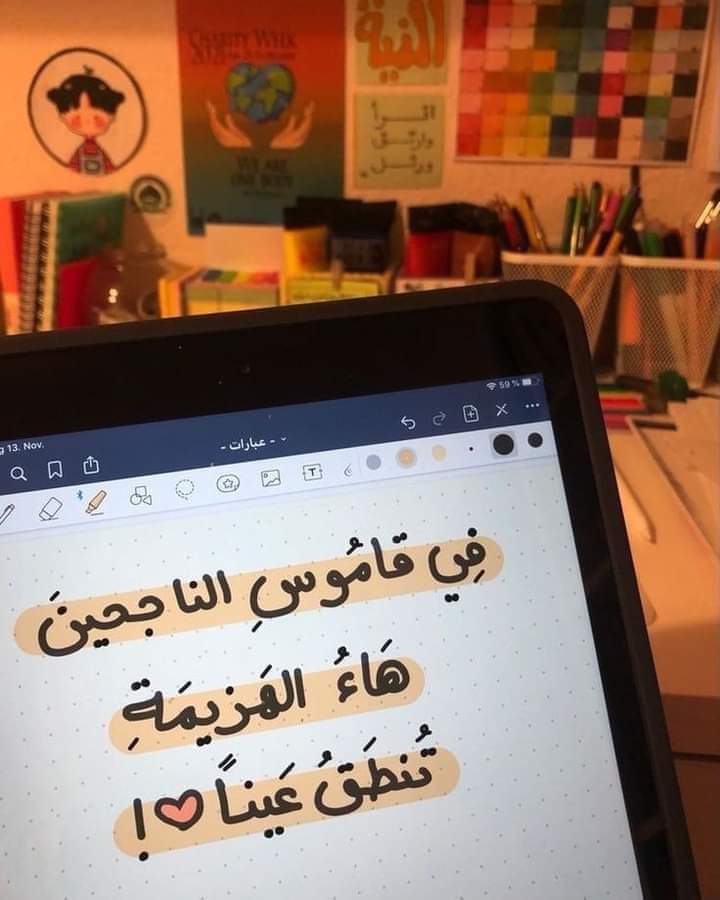 CHARITY WEEK
2021
WE ARE
ONE BODY
النية
اقرأ
وارتق
ورتل
59 %
13. Nov.
- عبارات -
T
فِي قامُوسِ الناجحينَ
هَاءُ الهَزيمَةِ
تُنطَقُ عَيناً !